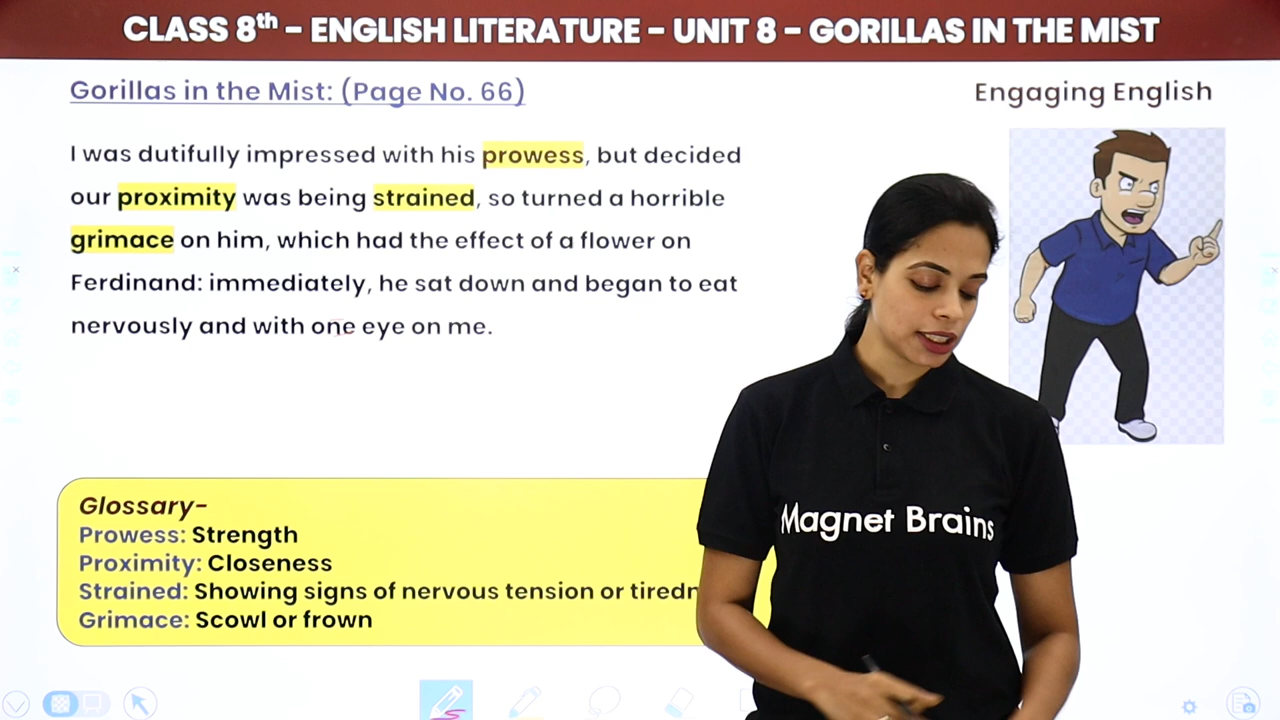 CLASS 8th – ENGLISH LITERATURE – UNIT 8 – GORILLAS IN THE MIST
Gorillas in the Mist: (Page No. 66)
Engaging English
I was dutifully impressed with his prowess, but decided
our proximity was being strained, so turned a horrible
grimace on him, which had the effect of a flower on
Ferdinand: immediately, he sat down and began to eat
nervously and with one eye on me.
Glossary-
Prowess: Strength
Proximity: Closeness
Strained: Showing signs of nervous tension or
Grimace: Scowl or frown
Magnet Brains